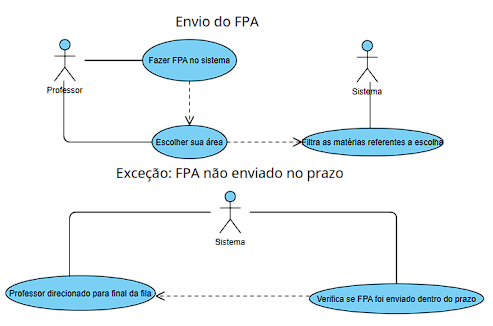 Envio do FPA
Fazer FPA no sistema
Professor
Sistema
Escolher sua área
Filtra as matérias referentes a escolha
Exceção: FPA não enviado no prazo
Sistema
Professor direcionado para final da fila
Verifica se FPA foi enviado dentro do prazo